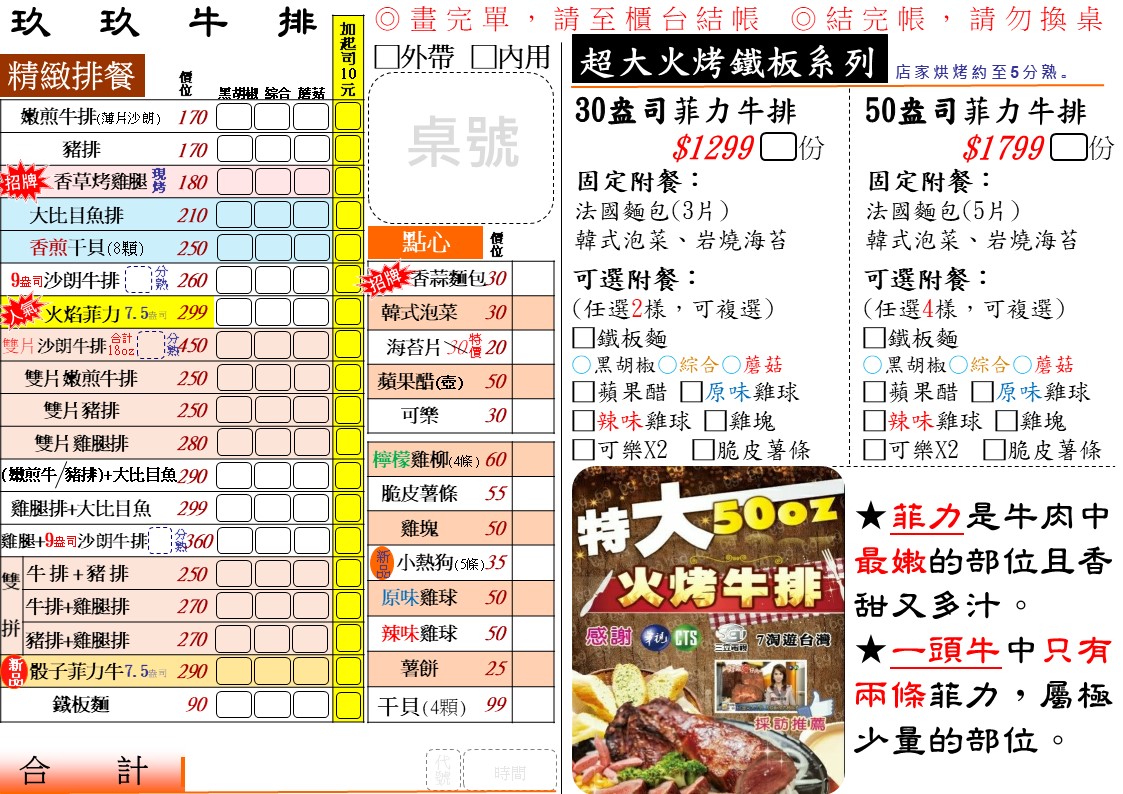 玖玖牛排
加起司10元
精緻排餐
價位
黑胡椒 綜合 蘑菇
嫩煎牛排(薄片沙朗) 170
豬排 170
招牌 香草烤雞腿 現烤 180
大比目魚排 210
香煎干貝(8顆) 250
9盎司沙朗牛排 分熟 260
人氣 火焰菲力7.5盎司 299
雙片沙朗牛排 合計18oz 分熟 450
雙片嫩煎牛排 250
雙片豬排 250
雙片雞腿排 280
(嫩煎牛/豬排)+大比目魚 290
雞腿排+大比目魚 299
雞腿+9盎司沙朗牛排 分熟 360
雙拼
牛排+豬排 250
牛排+雞腿排 270
豬排+雞腿排 270
新品 骰子菲力牛7.5盎司 290
鐵板麵 90
合計
◎畫完單，請至櫃台結帳 ◎結完帳，請勿換桌
□外帶 □內用
桌號
點心 價位
招牌 香蒜麵包 30
韓式泡菜 30
海苔片 30 特價 20
蘋果醋(壺) 50
可樂 30
檸檬雞柳(4條) 60
脆皮薯條 55
雞塊 50
新品 小熱狗(5條) 35
原味雞球 50
辣味雞球 50
薯餅 25
干貝(4顆) 99
代號 時間
超大火烤鐵板系列 店家烘烤約至5分熟。
30盎司菲力牛排
$1299 份
固定附餐：
法國麵包(3片)
韓式泡菜、岩燒海苔
可選附餐：
(任選2樣，可複選)
□鐵板麵
○黑胡椒○綜合○蘑菇
□蘋果醋 □原味雞球
□辣味雞球 □雞塊
□可樂X2 □脆皮薯條
50盎司菲力牛排
$1799 份
固定附餐：
法國麵包(5片)
韓式泡菜、岩燒海苔
可選附餐：
(任選4樣，可複選)
□鐵板麵
○黑胡椒○綜合○蘑菇
□蘋果醋 □原味雞球
□辣味雞球 □雞塊
□可樂X2 □脆皮薯條
特大50oz
火烤牛排
感謝 華視 CTS 三立電視 7淘遊台灣
採訪推薦
★菲力是牛肉中
最嫩的部位且香
甜又多汁。
★一頭牛中只有
兩條菲力，屬極
少量的部位。